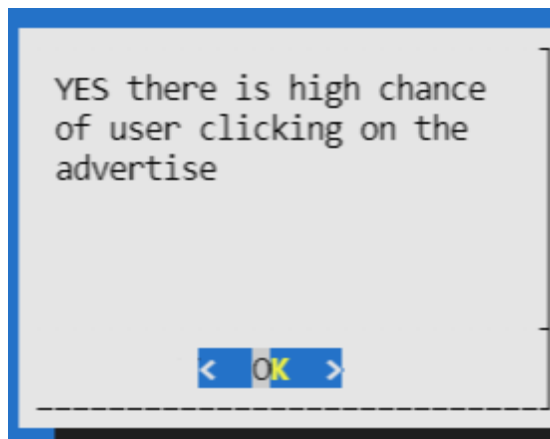 YES there is high chance
of user clicking on the
advertise
< OK >